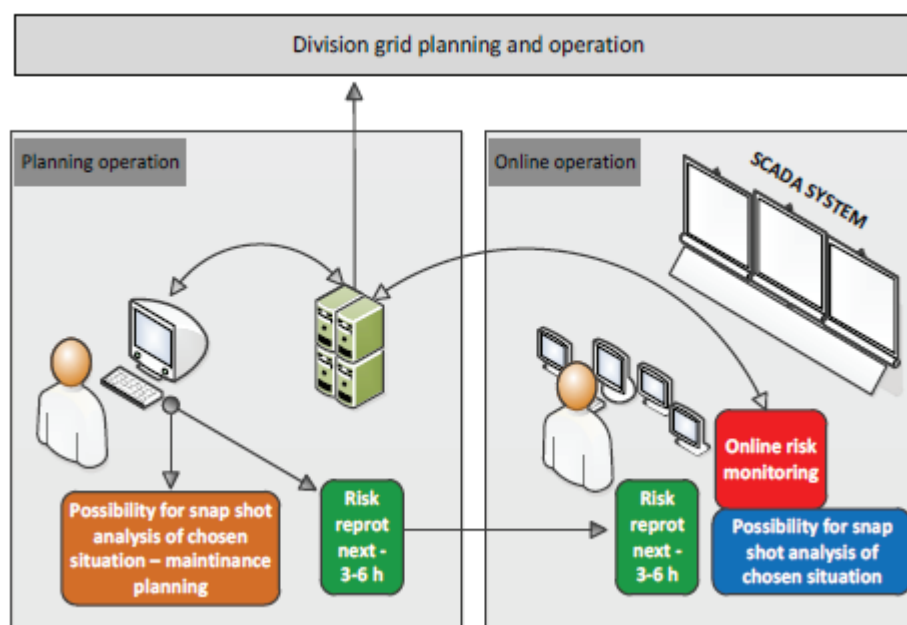 Division grid planning and operation
Planning operation
Online operation
SCADA SYSTEM
Online risk
monitoring
Possibility for snap shot
analysis of chosen
situation – maintinance
planning
Risk
reprot
next -
3-6 h
Risk
reprot
next -
3-6 h
Possibility for snap
shot analysis of
chosen situation